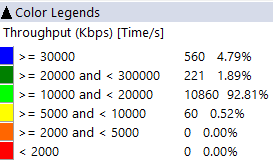 Color Legends
Throughput (Kbps) [Time/s]
>= 30000 560 4.79%
>= 20000 and < 300000 221 1.89%
>= 10000 and < 20000 10860 92.81%
>= 5000 and < 10000 60 0.52%
>= 2000 and < 5000 0 0.00%
< 2000 0 0.00%